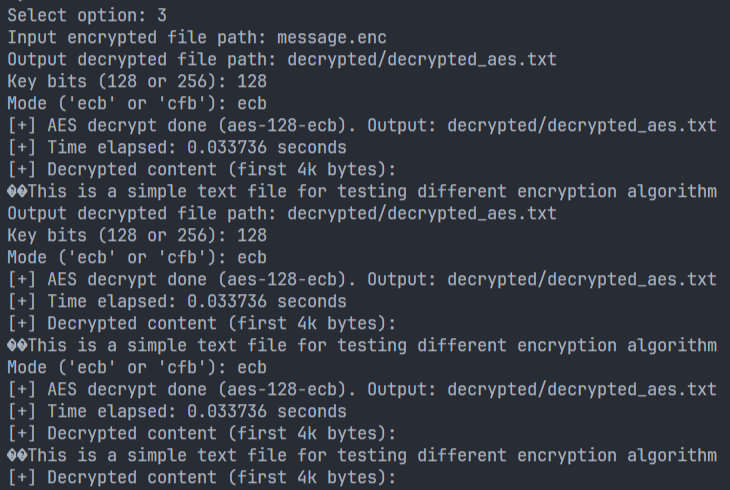 Select option: 3
Input encrypted file path: message.enc
Output decrypted file path: decrypted/decrypted_aes.txt
Key bits (128 or 256): 128
Mode ('ecb' or 'cfb'): ecb
[+] AES decrypt done (aes-128-ecb). Output: decrypted/decrypted_aes.txt
[+] Time elapsed: 0.033736 seconds
[+] Decrypted content (first 4k bytes):
��This is a simple text file for testing different encryption algorithm
Output decrypted file path: decrypted/decrypted_aes.txt
Key bits (128 or 256): 128
Mode ('ecb' or 'cfb'): ecb
[+] AES decrypt done (aes-128-ecb). Output: decrypted/decrypted_aes.txt
[+] Time elapsed: 0.033736 seconds
[+] Decrypted content (first 4k bytes):
��This is a simple text file for testing different encryption algorithm
Mode ('ecb' or 'cfb'): ecb
[+] AES decrypt done (aes-128-ecb). Output: decrypted/decrypted_aes.txt
[+] Time elapsed: 0.033736 seconds
[+] Decrypted content (first 4k bytes):
��This is a simple text file for testing different encryption algorithm
[+] Decrypted content (first 4k bytes):